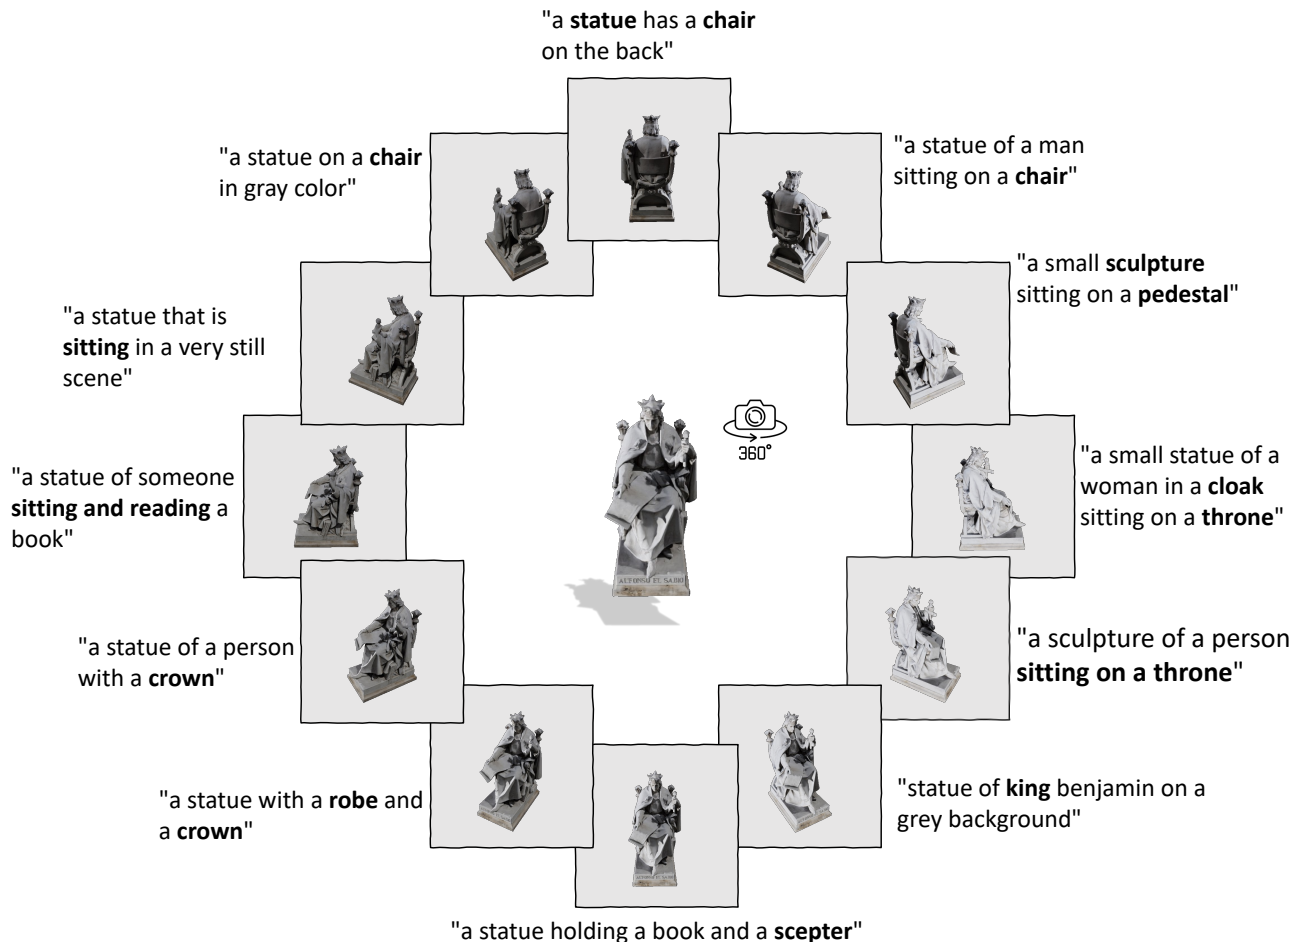 "a statue has a chair
on the back"
"a statue on a chair
in gray color"
"a statue of a man
sitting on a chair"
"a small sculpture
sitting on a pedestal"
"a statue that is
sitting in a very still
scene"
360°
"a statue of someone
sitting and reading a
book"
"a small statue of a
woman in a cloak
sitting on a throne"
ALFONSO EL SABIO
"a statue of a person
with a crown"
"a sculpture of a person
sitting on a throne"
"a statue with a robe and
a crown"
"statue of king benjamin on a
grey background"
ALFONSO EL SABIO
"a statue holding a book and a scepter"